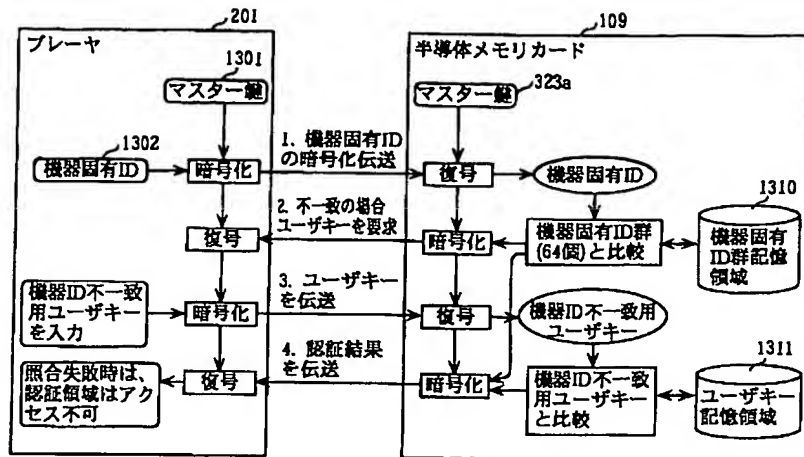 201
プレーヤ
1301
マスター鍵
1302
機器固有ID
暗号化
1. 機器固有ID
の暗号化伝送
2. 不一致の場合
ユーザキーを要求
復号
機器ID不一致
用ユーザキー
を入力
暗号化
3. ユーザキー
を伝送
4. 認証結果
を伝送
照合失敗時は、
認証領域はアク
セス不可
復号
109
半導体メモリカード
マスター鍵
323a
復号
機器固有ID
1310
暗号化
機器固有ID群
(64個)と比較
機器固有
ID群記憶
領域
復号
機器ID不一致用
ユーザキー
1311
暗号化
機器ID不一致
用ユーザキー
と比較
ユーザキー
記憶領域